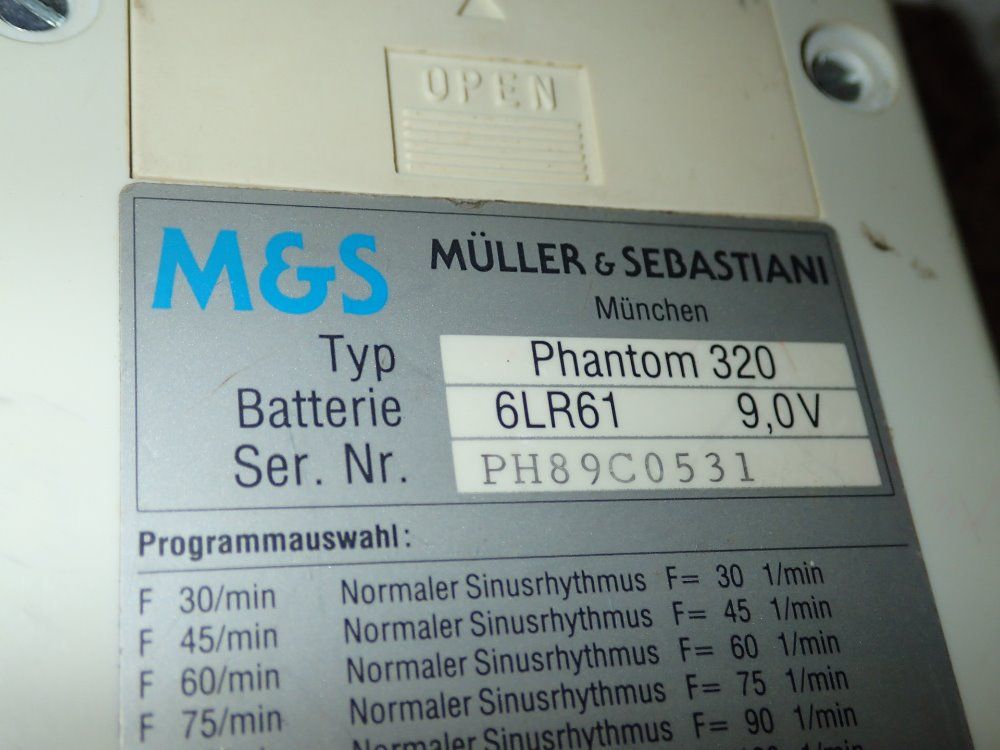 OPEN
M&S MÜLLER & SEBASTIANI
München
Typ Phantom 320
Batterie 6LR61 9,0V
Ser. Nr. PH89C0531
Programmauswahl:
F 30/min Normaler Sinusrhythmus F= 30 1/min
F 45/min Normaler Sinusrhythmus F= 45 1/min
F 60/min Normaler Sinusrhythmus F= 60 1/min
F 75/min Normaler Sinusrhythmus F= 75 1/min
Normaler Sinusrhythmus F= 90 1/min